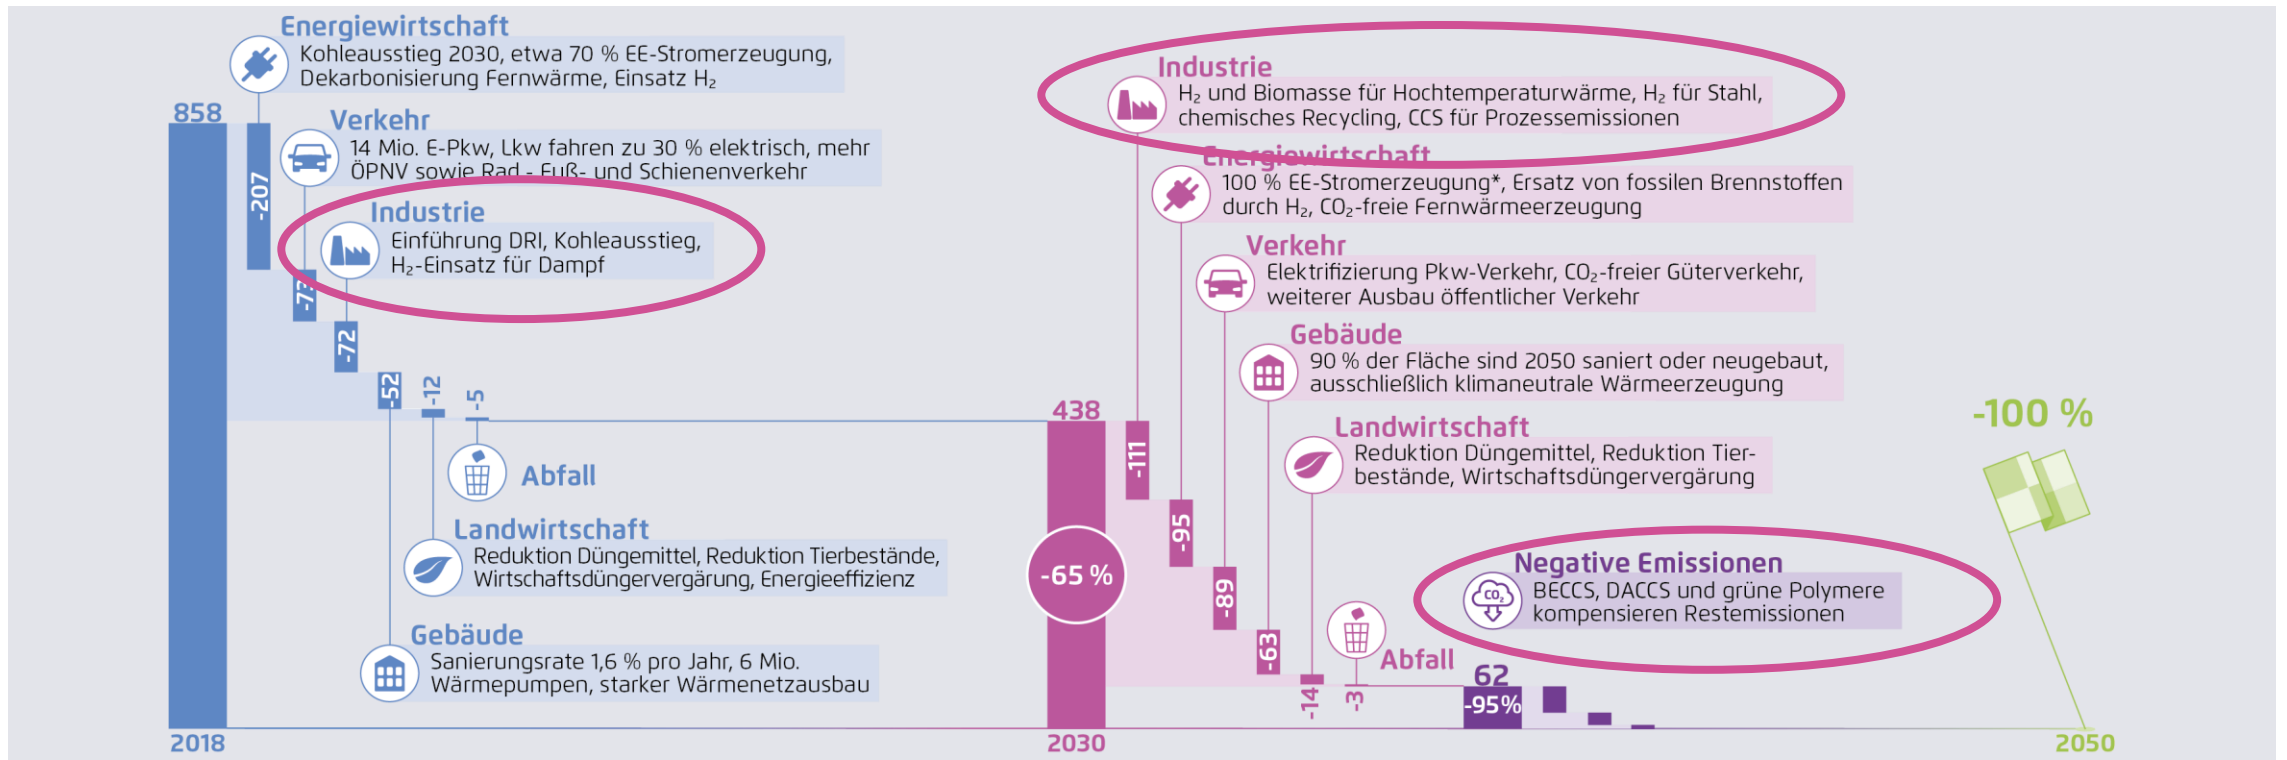 Energiewirtschaft
Kohleausstieg 2030, etwa 70 % EE-Stromerzeugung,
Dekarbonisierung Fernwärme, Einsatz H₂
858
-207
Verkehr
14 Mio. E-Pkw, Lkw fahren zu 30 % elektrisch, mehr
ÖPNV sowie Rad - Fuß- und Schienenverkehr
-73
Industrie
Einführung DRI, Kohleausstieg,
H₂-Einsatz für Dampf
-72
-52
-12
-5
Abfall
Landwirtschaft
Reduktion Düngemittel, Reduktion Tierbestände,
Wirtschaftsdüngervergärung, Energieeffizienz
Gebäude
Sanierungsrate 1,6 % pro Jahr, 6 Mio.
Wärmepumpen, starker Wärmenetzausbau
2018
438
-65 %
2030
Industrie
H₂ und Biomasse für Hochtemperaturwärme, H₂ für Stahl,
chemisches Recycling, CCS für Prozessemissionen
-111
Energiewirtschaft
100 % EE-Stromerzeugung*, Ersatz von fossilen Brennstoffen
durch H₂, CO₂-freie Fernwärmeerzeugung
-95
Verkehr
Elektrifizierung Pkw-Verkehr, CO₂-freier Güterverkehr,
weiterer Ausbau öffentlicher Verkehr
-89
Gebäude
90 % der Fläche sind 2050 saniert oder neugebaut,
ausschließlich klimaneutrale Wärmeerzeugung
-63
Landwirtschaft
Reduktion Düngemittel, Reduktion Tier-
bestände, Wirtschaftsdüngervergärung
-14
Abfall
-3
Negative Emissionen
CO₂
BECCS, DACCS und grüne Polymere
kompensieren Restemissionen
62
-95%
-100 %
2050